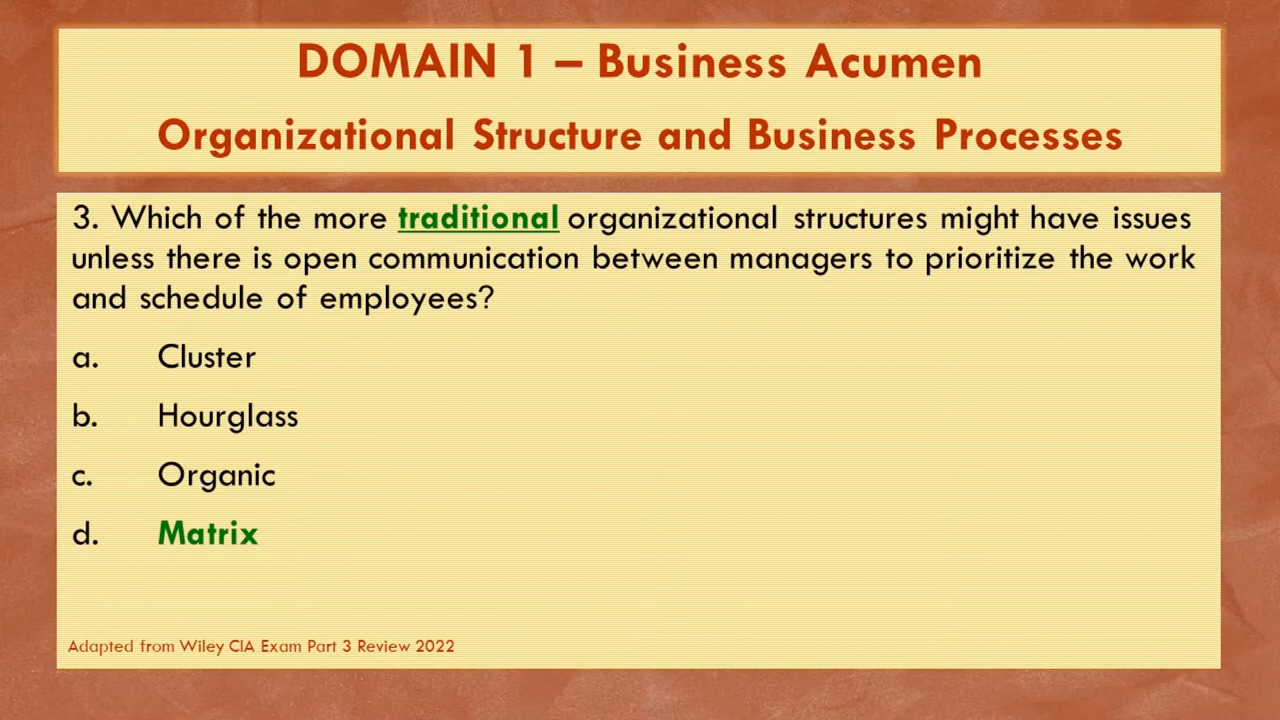 DOMAIN 1 – Business Acumen
Organizational Structure and Business Processes
3. Which of the more traditional organizational structures might have issues
unless there is open communication between managers to prioritize the work
and schedule of employees?
a. Cluster
b. Hourglass
c. Organic
d. Matrix
Adapted from Wiley CIA Exam Part 3 Review 2022